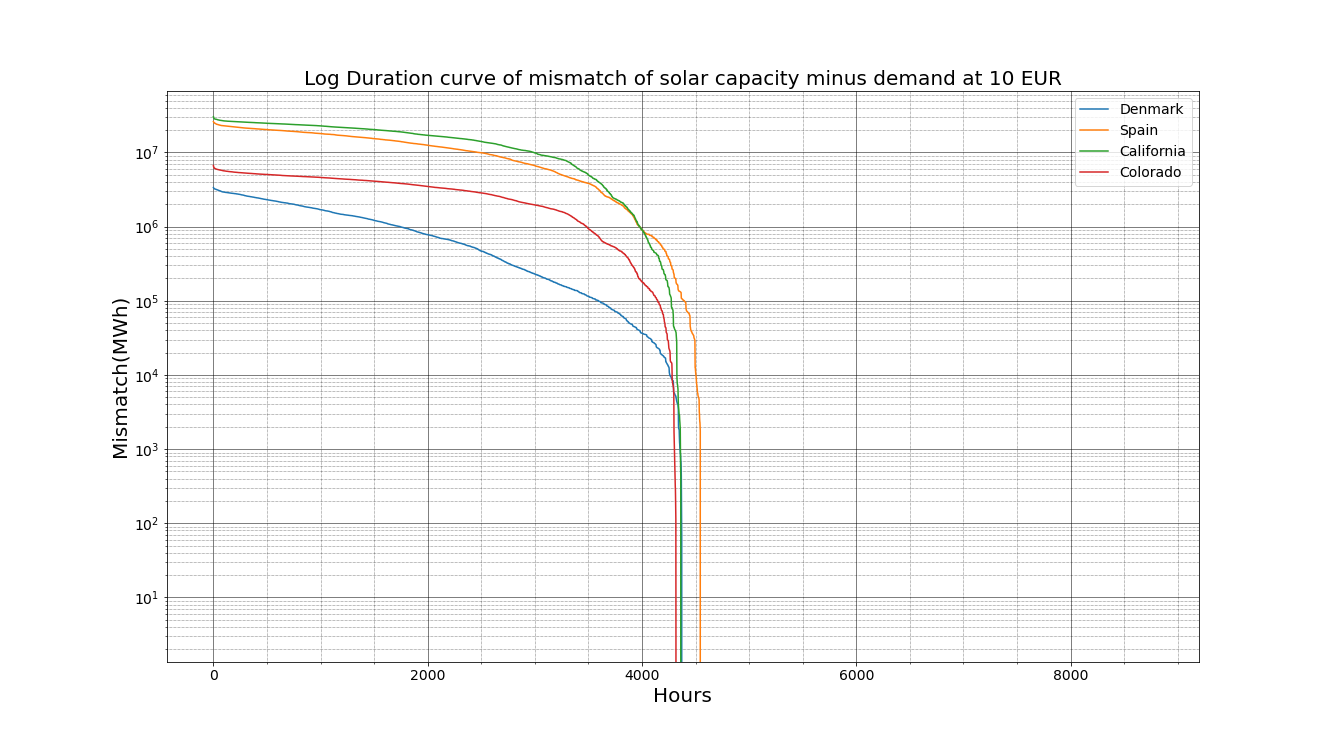 Log Duration curve of mismatch of solar capacity minus demand at 10 EUR
Denmark
Spain
California
Colorado
Mismatch(MWh)
10⁷
10⁶
10⁵
10⁴
10³
10²
10¹
0 2000 4000 6000 8000
Hours